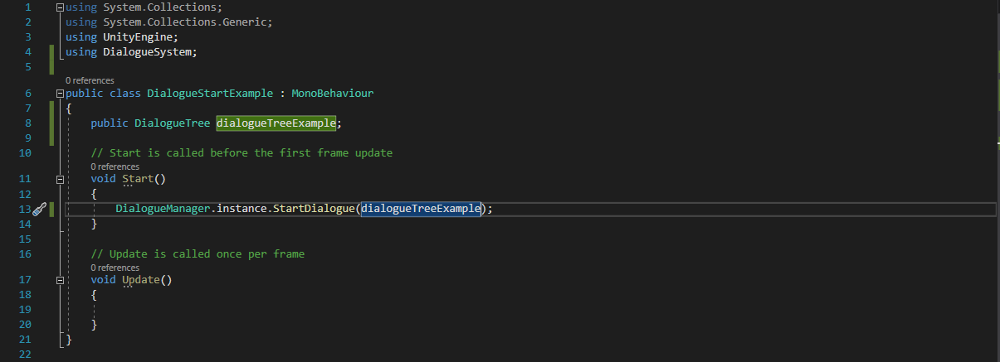 1 using System.Collections;
2 using System.Collections.Generic;
3 using UnityEngine;
4 using DialogueSystem;
5
0 references
6 public class DialogueStartExample : MonoBehaviour
7 {
8 public DialogueTree dialogueTreeExample;
9
10 // Start is called before the first frame update
0 references
11 void Start()
12 {
13 DialogueManager.instance.StartDialogue(dialogueTreeExample);
14 }
15
16 // Update is called once per frame
0 references
17 void Update()
18 {
19
20 }
21 }
22